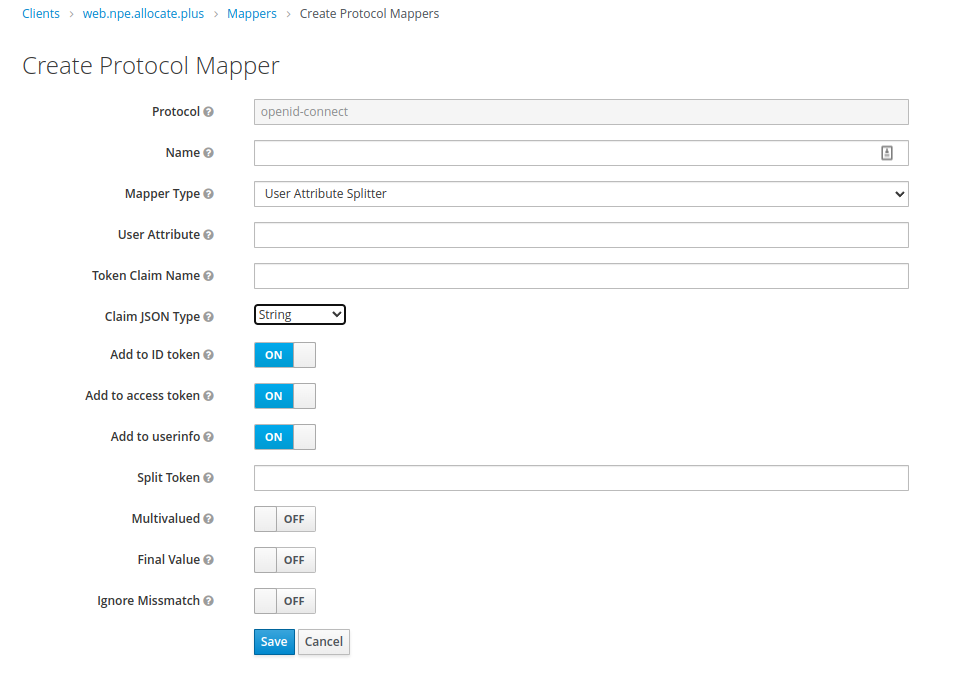 Clients > web.npe.allocate.plus > Mappers > Create Protocol Mappers
Create Protocol Mapper
Protocol openid-connect
Name
Mapper Type User Attribute Splitter
User Attribute
Token Claim Name
Claim JSON Type String
Add to ID token ON
Add to access token ON
Add to userinfo ON
Split Token
Multivalued OFF
Final Value OFF
Ignore Missmatch OFF
Save Cancel